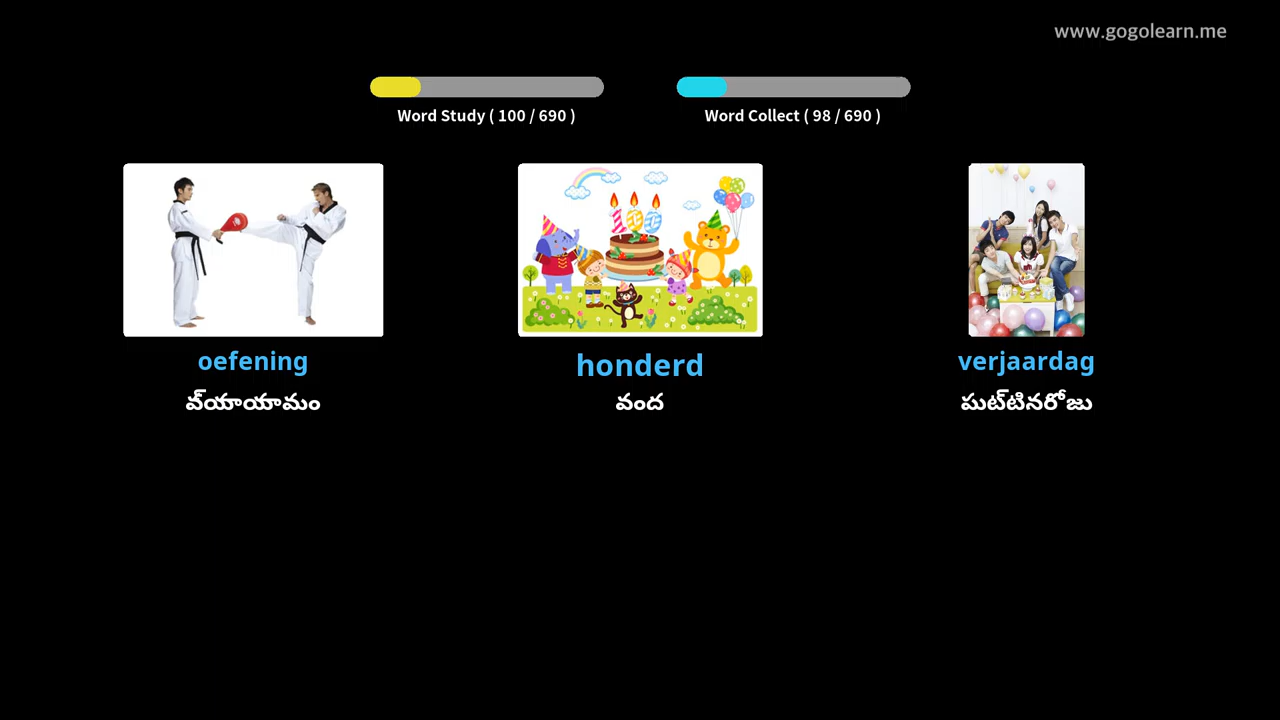 www.gogolearn.me
Word Study ( 100 / 690 )
Word Collect ( 98 / 690 )
oefening
honderd
verjaardag
వ్యాయామం
వంద
పుట్టినరోజు